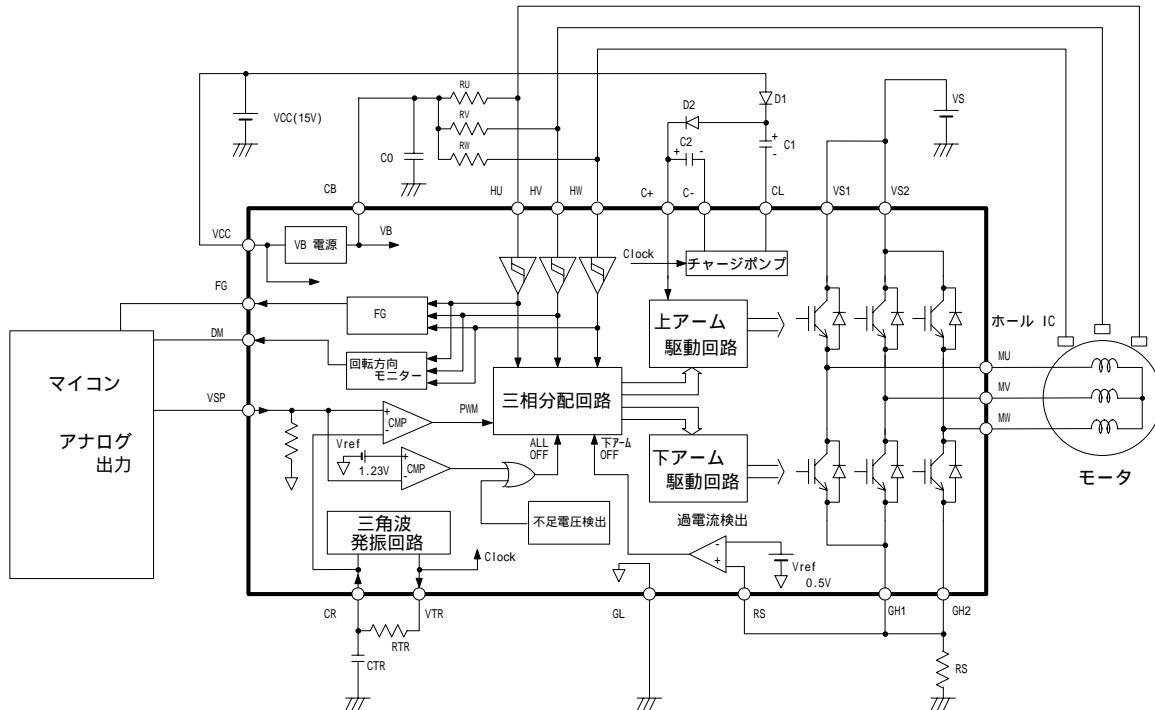 RU
VCC(15V)
RV
RW
C0
D1
D2
C2
+ -
+
C1
-
VS
CB
HU
HV
HW
C+
C-
CL
VS1
VS2
VCC
VB 電源
VB
Clock
チャージポンプ
FG
FG
DM
回転方向
モニター
上アーム
駆動回路
ホール IC
MU
MV
MW
モータ
マイコン
アナログ
出力
VSP
+
-
CMP
PWM
三相分配回路
ALL
OFF
下アーム
OFF
Vref
1.23V
+
-
CMP
下アーム
駆動回路
不足電圧検出
過電流検出
三角波
発振回路
Clock
-
+
Vref
0.5V
CR
VTR
GL
RS
GH1
GH2
RTR
CTR
RS